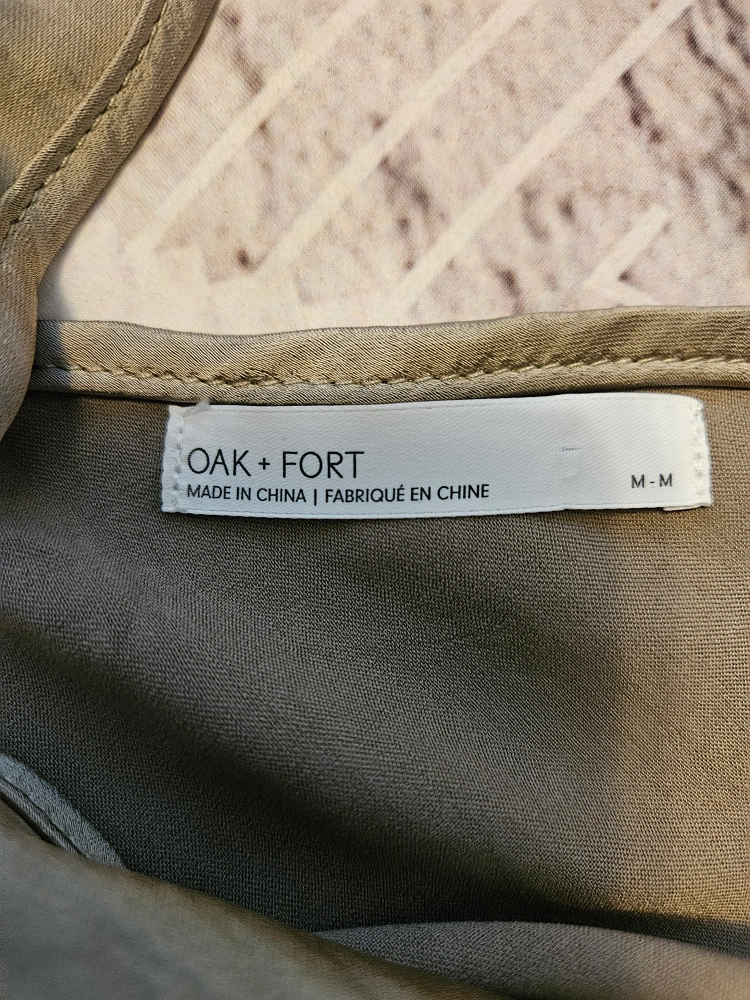 OAK + FORT
MADE IN CHINA | FABRIQUÉ EN CHINE
M - M